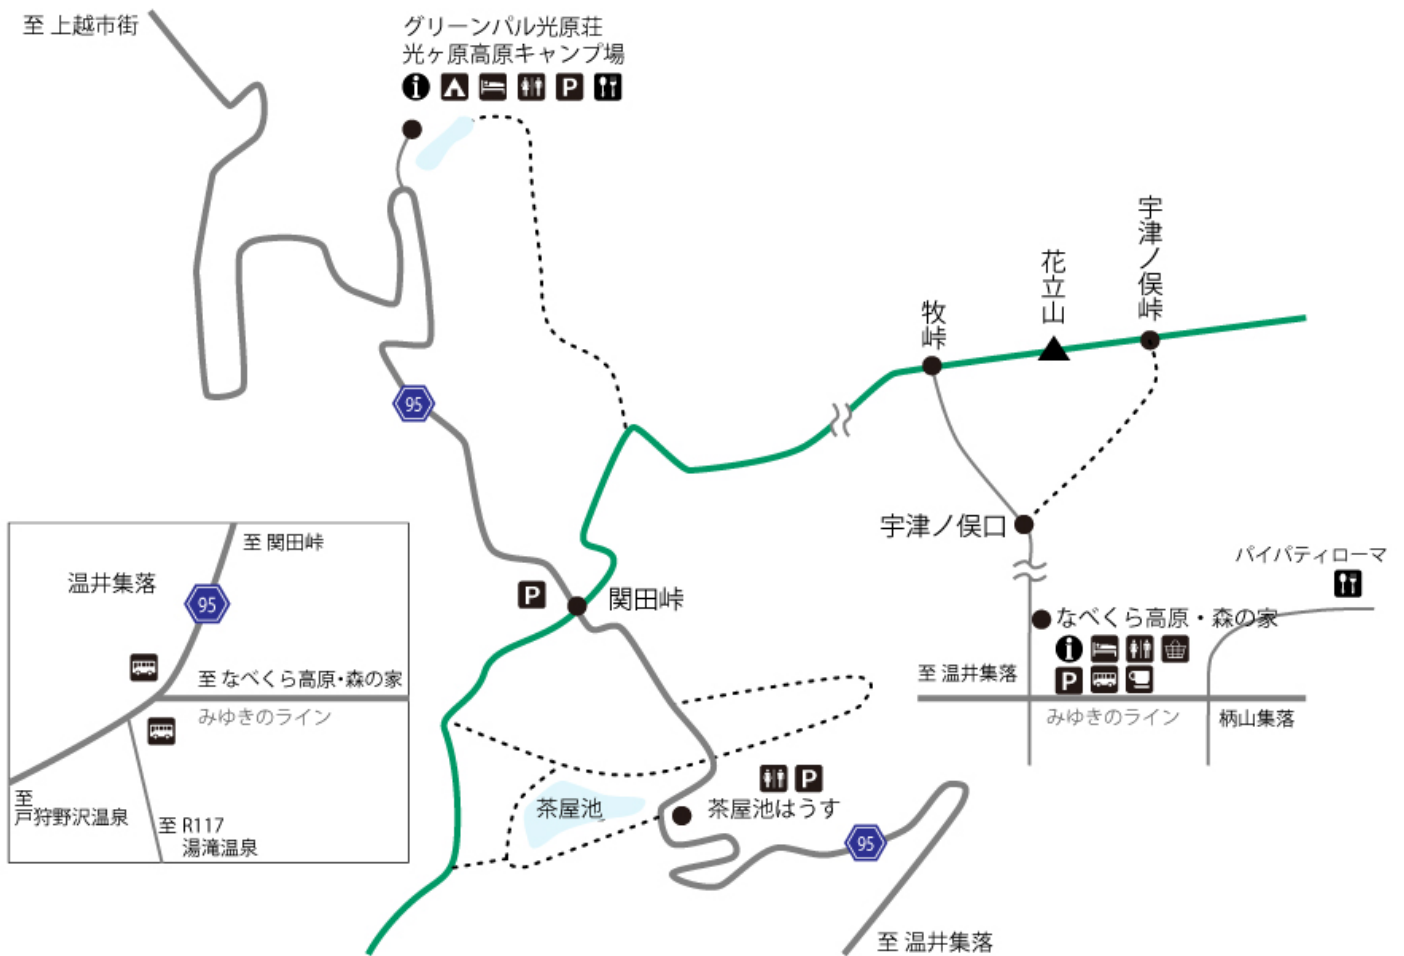 至 上越市街
グリーンパル光原荘
光ヶ原高原キャンプ場
i
P
宇津ノ俣峠
花立山
牧峠
95
宇津ノ俣口
至 関田峠
温井集落
95
P
関田峠
パイパティローマ
なべくら高原・森の家
i
P
至 なべくら高原・森の家
みゆきのライン
至 温井集落
みゆきのライン
柄山集落
P
茶屋池
茶屋池はうす
至
戸狩野沢温泉
至 R117
湯滝温泉
95
至 温井集落